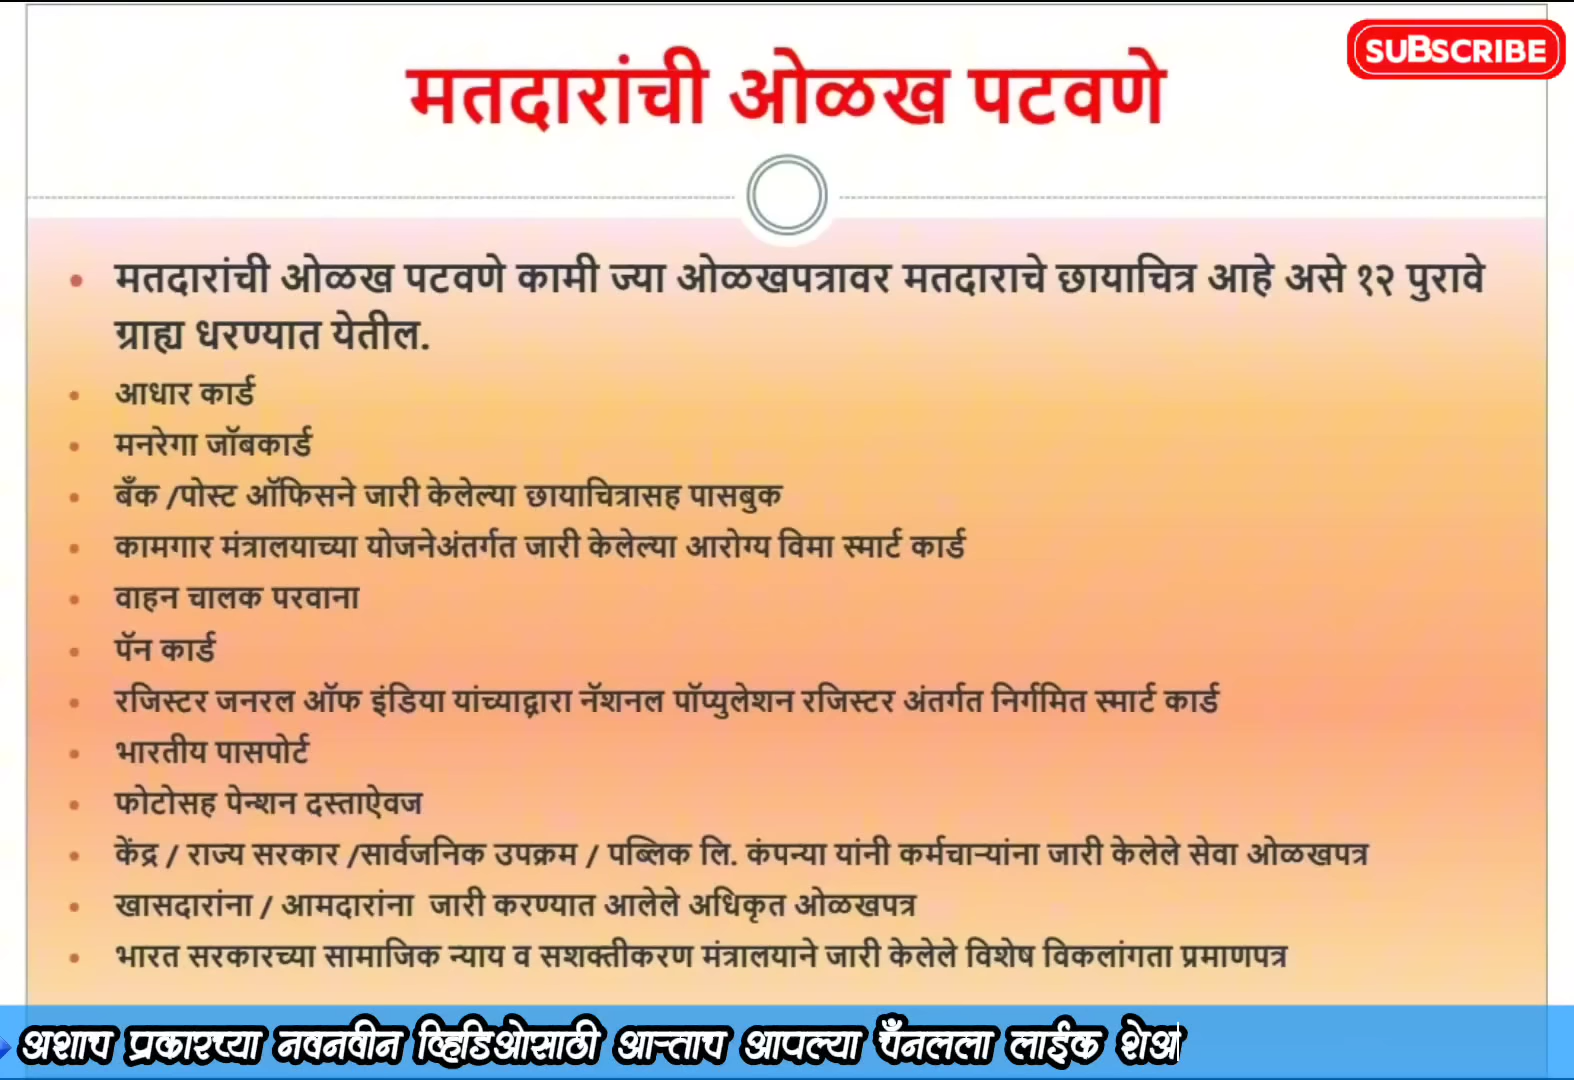 मतदारांची ओळख पटवणे
SUBSCRIBE
मतदारांची ओळख पटवणे कामी ज्या ओळखपत्रावर मतदाराचे छायाचित्र आहे असे १२ पुरावे
ग्राह्य धरण्यात येतील.
आधार कार्ड
मनरेगा जॉबकार्ड
बँक /पोस्ट ऑफिसने जारी केलेल्या छायाचित्रासह पासबुक
कामगार मंत्रालयाच्या योजनेअंतर्गत जारी केलेल्या आरोग्य विमा स्मार्ट कार्ड
वाहन चालक परवाना
पॅन कार्ड
रजिस्टर जनरल ऑफ इंडिया यांच्याद्वारा नॅशनल पॉप्युलेशन रजिस्टर अंतर्गत निर्गमित स्मार्ट कार्ड
भारतीय पासपोर्ट
फोटोसह पेन्शन दस्ताऐवज
केंद्र / राज्य सरकार /सार्वजनिक उपक्रम / पब्लिक लि. कंपन्या यांनी कर्मचाऱ्यांना जारी केलेले सेवा ओळखपत्र
खासदारांना / आमदारांना जारी करण्यात आलेले अधिकृत ओळखपत्र
भारत सरकारच्या सामाजिक न्याय व सशक्तीकरण मंत्रालयाने जारी केलेले विशेष विकलांगता प्रमाणपत्र
अशाच प्रकारच्या नवनवीन व्हिडिओसाठी आत्ताच आपल्या चॅनलला लाईक शेअ